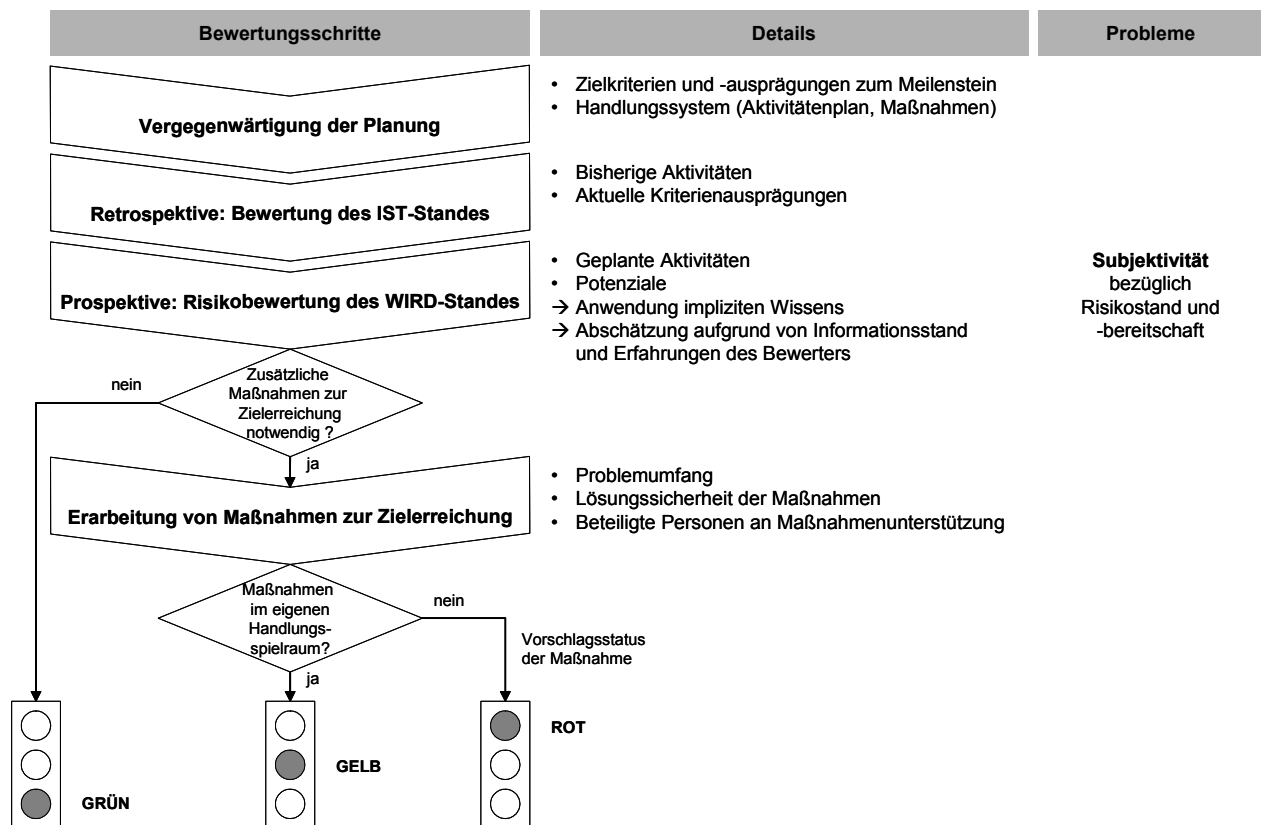 Bewertungsschritte
Details
Probleme
Vergegenwärtigung der Planung
• Zielkriterien und -ausprägungen zum Meilenstein
• Handlungssystem (Aktivitätenplan, Maßnahmen)
Retrospektive: Bewertung des IST-Standes
• Bisherige Aktivitäten
• Aktuelle Kriterienausprägungen
Prospektive: Risikobewertung des WIRD-Standes
• Geplante Aktivitäten
• Potenziale
→ Anwendung impliziten Wissens
→ Abschätzung aufgrund von Informationsstand
und Erfahrungen des Bewerters
Subjektivität
bezüglich
Risikostand und
-bereitschaft
nein
Zusätzliche
Maßnahmen zur
Zielerreichung
notwendig ?
ja
Erarbeitung von Maßnahmen zur Zielerreichung
• Problemumfang
• Lösungssicherheit der Maßnahmen
• Beteiligte Personen an Maßnahmenunterstützung
Maßnahmen
im eigenen
Handlungs-
spielraum?
nein
Vorschlagsstatus
der Maßnahme
ja
ROT
GELB
GRÜN